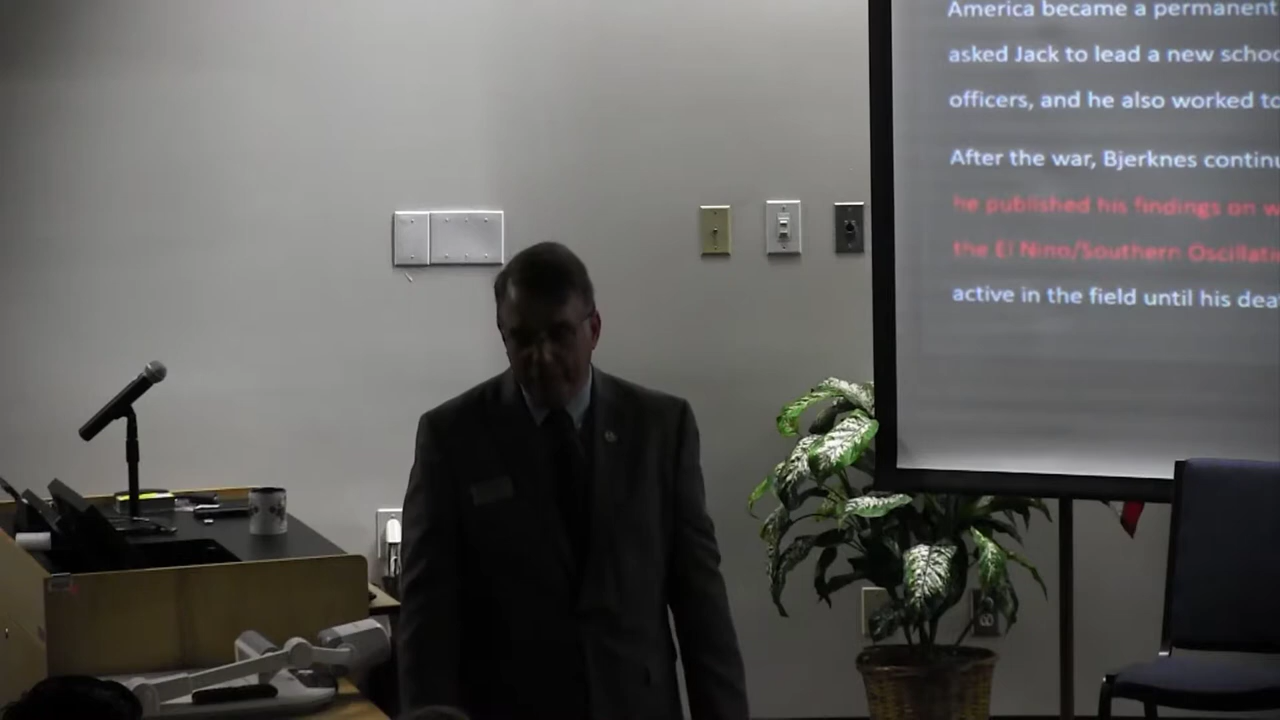 America became a permanent
asked Jack to lead a new schoo
officers, and he also worked to
After the war, Bjerknes continu
he published his findings on w
the El Nino/Southern Oscillati
active in the field until his dea